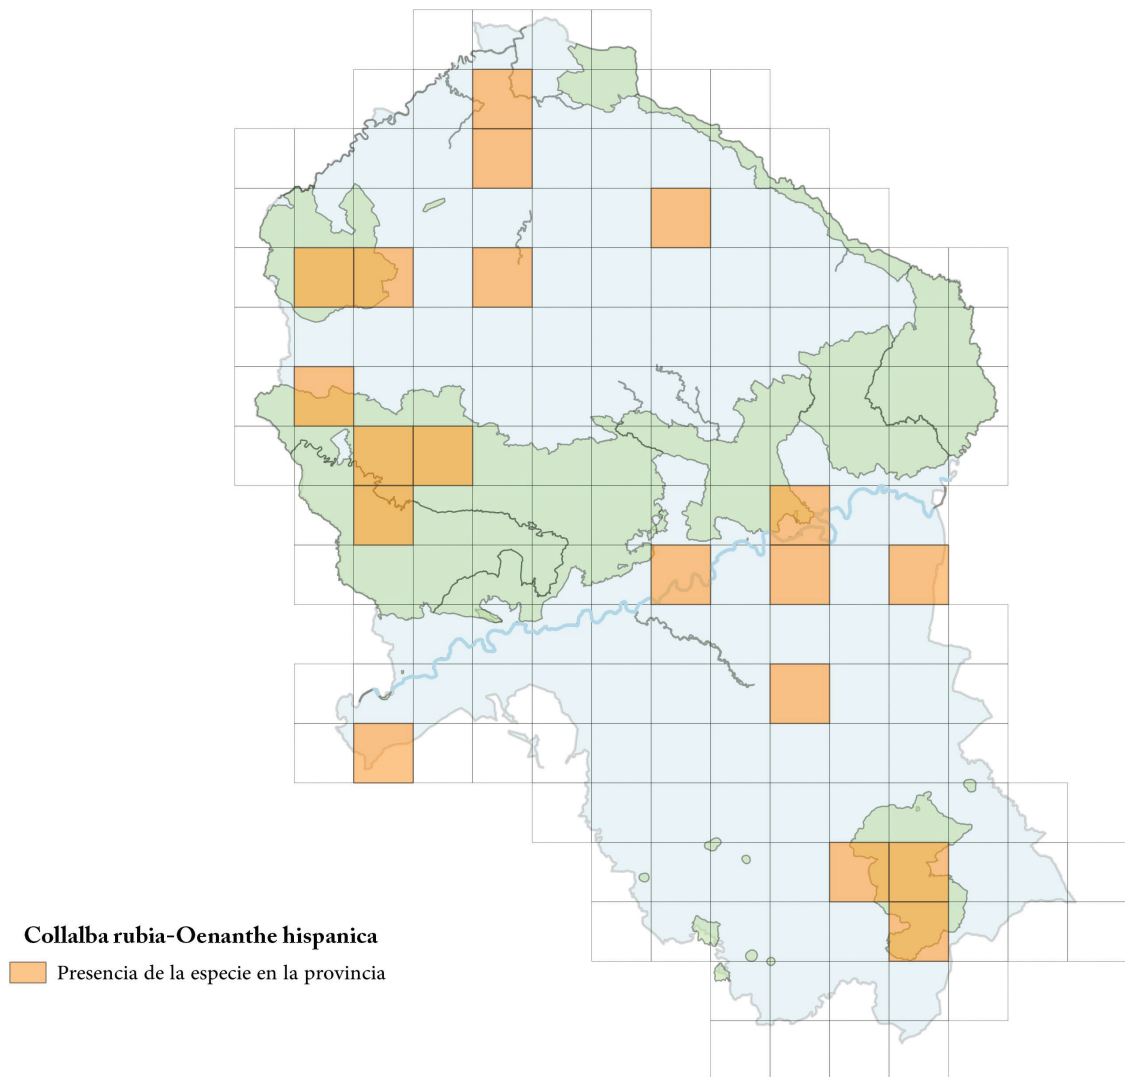 Collalba rubia-Oenanthe hispanica
Presencia de la especie en la provincia